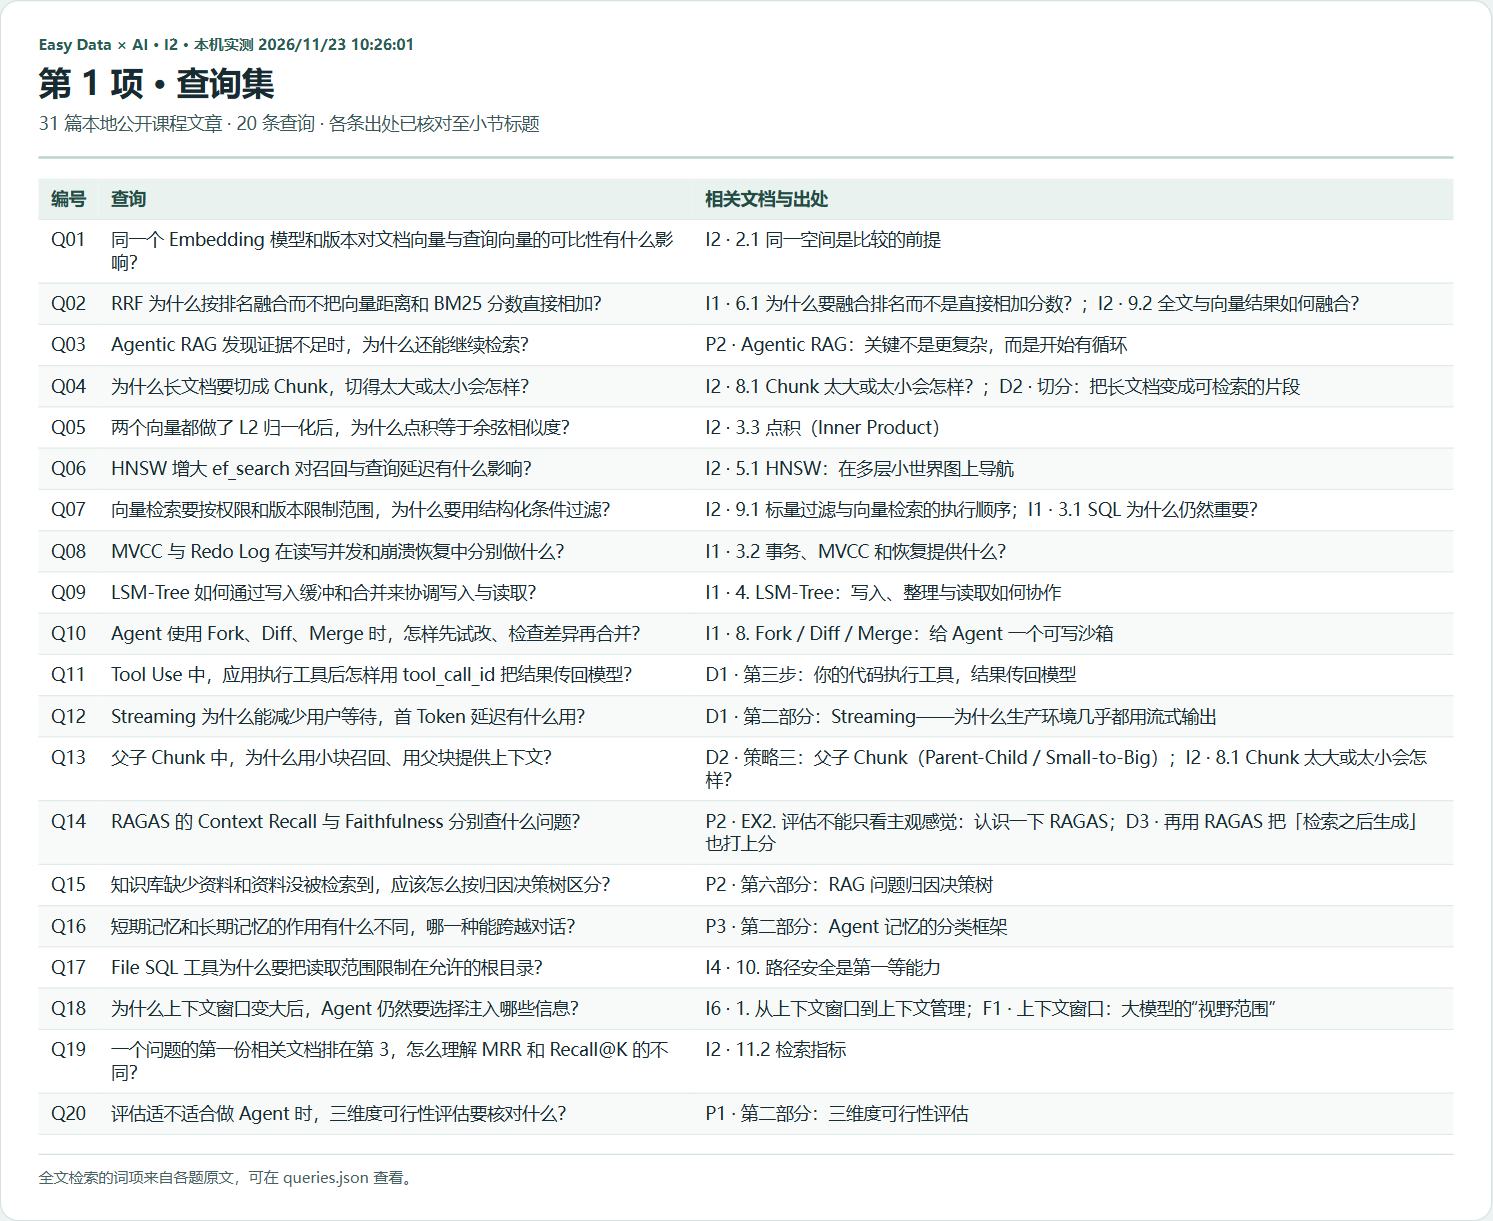 Easy Data × AI • I2 • 本机实测 2026/11/23 10:26:01
第 1 项 • 查询集
31 篇本地公开课程文章 · 20 条查询 · 各条出处已核对至小节标题
编号 查询 相关文档与出处
Q01 同一个 Embedding 模型和版本对文档向量与查询向量的可比性有什么影 I2 · 2.1 同一空间是比较的前提
响？
Q02 RRF 为什么按排名融合而不把向量距离和 BM25 分数直接相加？ I1 · 6.1 为什么要融合排名而不是直接相加分数？；I2 · 9.2 全文与向量结果如何融合？
Q03 Agentic RAG 发现证据不足时，为什么还能继续检索？ P2 · Agentic RAG：关键不是更复杂，而是开始有循环
Q04 为什么长文档要切成 Chunk，切得太大或太小会怎样？ I2 · 8.1 Chunk 太大或太小会怎样？；D2 · 切分：把长文档变成可检索的片段
Q05 两个向量都做了 L2 归一化后，为什么点积等于余弦相似度？ I2 · 3.3 点积（Inner Product）
Q06 HNSW 增大 ef_search 对召回与查询延迟有什么影响？ I2 · 5.1 HNSW：在多层小世界图上导航
Q07 向量检索要按权限和版本限制范围，为什么要用结构化条件过滤？ I2 · 9.1 标量过滤与向量检索的执行顺序；I1 · 3.1 SQL 为什么仍然重要？
Q08 MVCC 与 Redo Log 在读写并发和崩溃恢复中分别做什么？ I1 · 3.2 事务、MVCC 和恢复提供什么？
Q09 LSM-Tree 如何通过写入缓冲和合并来协调写入与读取？ I1 · 4. LSM-Tree：写入、整理与读取如何协作
Q10 Agent 使用 Fork、Diff、Merge 时，怎样先试改、检查差异再合并？ I1 · 8. Fork / Diff / Merge：给 Agent 一个可写沙箱
Q11 Tool Use 中，应用执行工具后怎样用 tool_call_id 把结果传回模型？ D1 · 第三步：你的代码执行工具，结果传回模型
Q12 Streaming 为什么能减少用户等待，首 Token 延迟有什么用？ D1 · 第二部分：Streaming——为什么生产环境几乎都用流式输出
Q13 父子 Chunk 中，为什么用小块召回、用父块提供上下文？ D2 · 策略三：父子 Chunk（Parent-Child / Small-to-Big）；I2 · 8.1 Chunk 太大或太小会怎
样？
Q14 RAGAS 的 Context Recall 与 Faithfulness 分别查什么问题？ P2 · EX2. 评估不能只看主观感觉：认识一下 RAGAS；D3 · 再用 RAGAS 把「检索之后生成」
也打上分
Q15 知识库缺少资料和资料没被检索到，应该怎么按归因决策树区分？ P2 · 第六部分：RAG 问题归因决策树
Q16 短期记忆和长期记忆的作用有什么不同，哪一种能跨越对话？ P3 · 第二部分：Agent 记忆的分类框架
Q17 File SQL 工具为什么要把读取范围限制在允许的根目录？ I4 · 10. 路径安全是第一等能力
Q18 为什么上下文窗口变大后，Agent 仍然要选择注入哪些信息？ I6 · 1. 从上下文窗口到上下文管理；F1 · 上下文窗口：大模型的“视野范围”
Q19 一个问题的第一份相关文档排在第 3，怎么理解 MRR 和 Recall@K 的不 I2 · 11.2 检索指标
同？
Q20 评估适不适合做 Agent 时，三维度可行性评估要核对什么？ P1 · 第二部分：三维度可行性评估
全文检索的词项来自各题原文，可在 queries.json 查看。